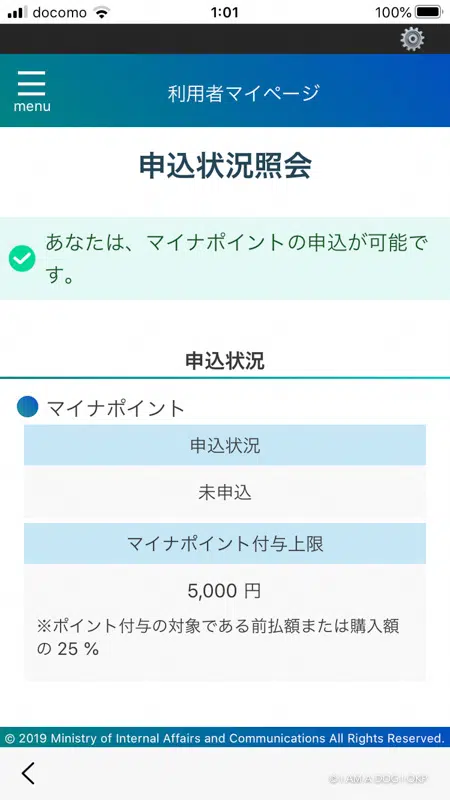 docomo 1:01 100%
menu
利用者マイページ
申込状況照会
あなたは、マイナポイントの申込が可能で
す。
申込状況
マイナポイント
申込状況
未申込
マイナポイント付与上限
5,000 円
※ポイント付与の対象である前払額または購入額
の 25 %
© 2019 Ministry of Internal Affairs and Communications All Rights Reserved.